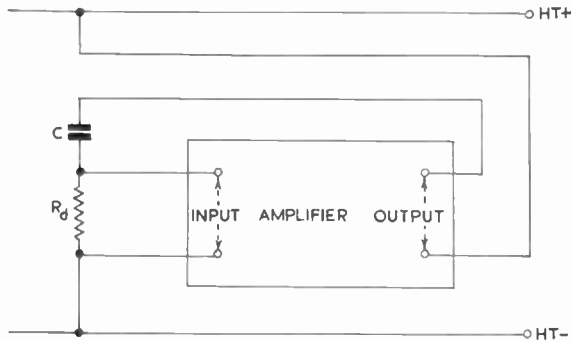 HT+
C
Rd
INPUT AMPLIFIER OUTPUT
HT-